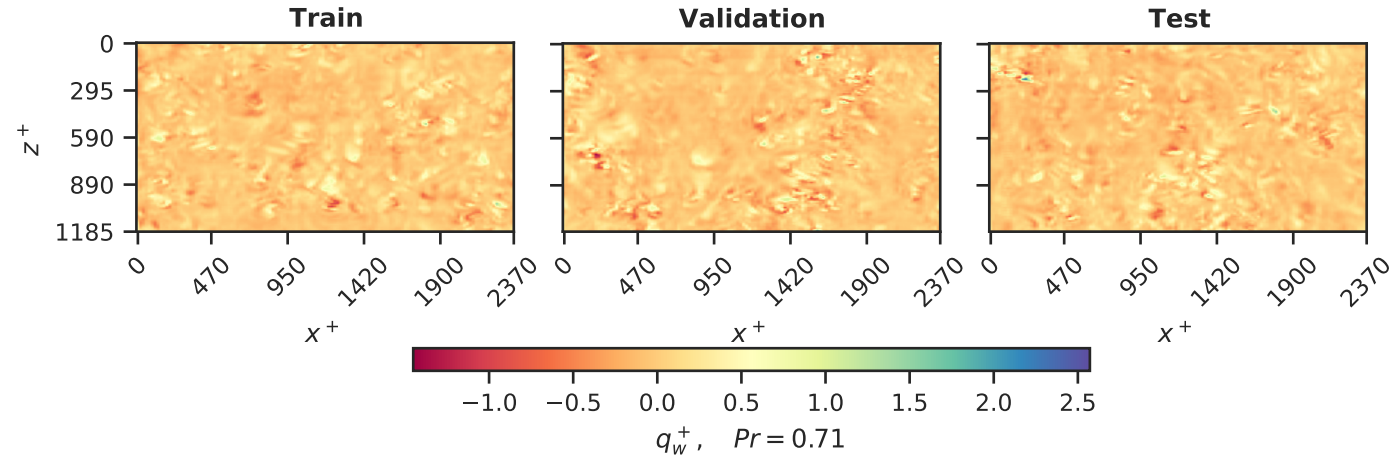 Train Validation Test
z⁺
0
295
590
890
1185
0 470 950 1420 1900 2370 0 470 950 1420 1900 2370 0 470 950 1420 1900 2370
x⁺ x⁺ x⁺
−1.0 −0.5 0.0 0.5 1.0 1.5 2.0 2.5
q_w⁺, Pr = 0.71